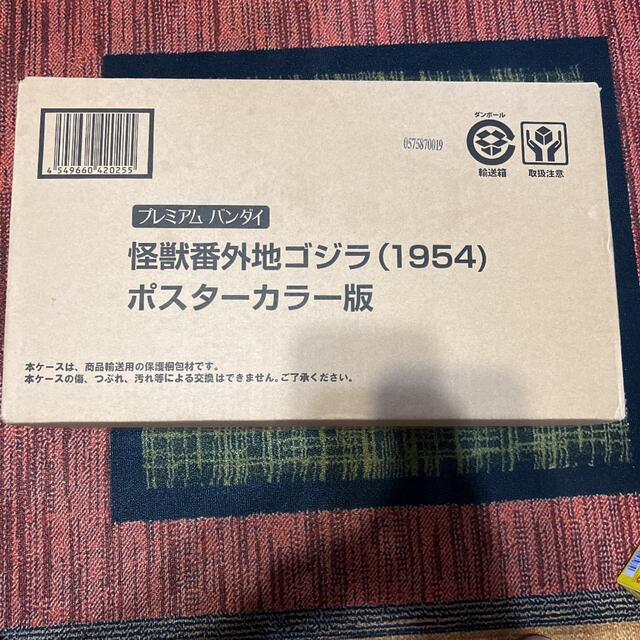 4 549660 420255
0575870019
ダンボール
輸送箱
取扱注意
プレミアム バンダイ
怪獣番外地ゴジラ(1954)
ポスターカラー版
本ケースは、商品輸送用の保護梱包材です。
本ケースの傷、つぶれ、汚れ等による交換はできません。ご了承ください。